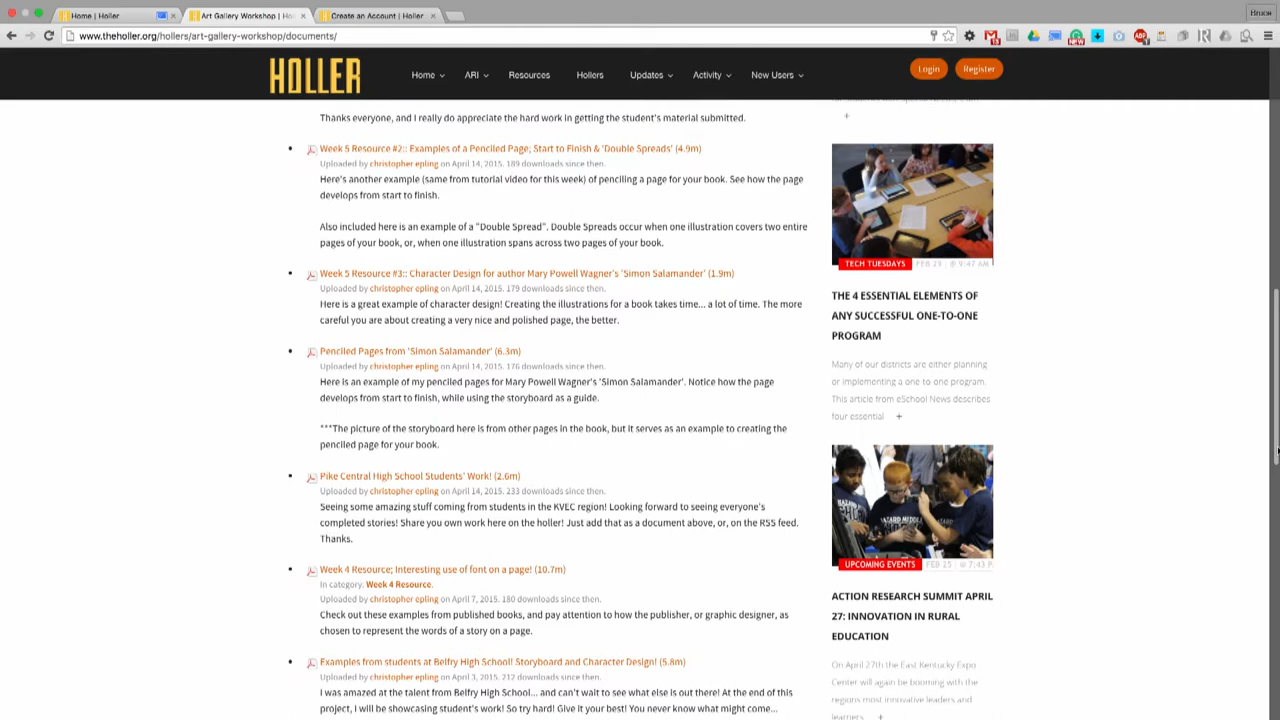 Home | Holler
Art Gallery Workshop | Ho
Create an Account | Holler
www.theholler.org/hollers/art-gallery-workshop/documents/
HOLLER
Home
ARI
Resources
Hollers
Updates
Activity
New Users
Login
Register
Thanks everyone, and I really do appreciate the hard work in getting the student's material submitted.
Week 5 Resource #2:: Examples of a Penciled Page; Start to Finish & 'Double Spreads' (4.9m)
Uploaded by christopher epling on April 14, 2015. 189 downloads since then.
Here's another example (same from tutorial video for this week) of penciling a page for your book. See how the page
develops from start to finish.
Also included here is an example of a "Double Spread". Double Spreads occur when one illustration covers two entire
pages of your book, or, when one illustration spans across two pages of your book.
Week 5 Resource #3:: Character Design for author Mary Powell Wagner's 'Simon Salamander' (1.9m)
Uploaded by christopher epling on April 14, 2015. 179 downloads since then.
Here is a great example of character design! Creating the illustrations for a book takes time... a lot of time. The more
careful you are about creating a very nice and polished page, the better.
Penciled Pages from 'Simon Salamander' (6.3m)
Uploaded by christopher epling on April 14, 2015. 176 downloads since then.
Here is an example of my penciled pages for Mary Powell Wagner's 'Simon Salamander'. Notice how the page
develops from start to finish, while using the storyboard as a guide.
***The picture of the storyboard here is from other pages in the book, but it serves as an example to creating the
penciled page for your book.
Pike Central High School Students' Work! (2.6m)
Uploaded by christopher epling on April 14, 2015. 233 downloads since then.
Seeing some amazing stuff coming from students in the KVEC region! Looking forward to seeing everyone's
completed stories! Share you own work here on the holler! Just add that as a document above, or, on the RSS feed.
Thanks.
Week 4 Resource; Interesting use of font on a page! (10.7m)
In category: Week 4 Resource.
Uploaded by christopher epling on April 7, 2015. 180 downloads since then.
Check out these examples from published books, and pay attention to how the publisher, or graphic designer, as
chosen to represent the words of a story on a page.
Examples from students at Belfry High School! Storyboard and Character Design! (5.8m)
Uploaded by christopher epling on April 3, 2015. 212 downloads since then.
I was amazed at the talent from Belfry High School... and can't wait to see what else is out there! At the end of this
project, I will be showcasing student's work! So try hard! Give it your best! You never know what might come...
+
TECH TUESDAYS
FEB 29 | @ 9:47 AM
THE 4 ESSENTIAL ELEMENTS OF
ANY SUCCESSFUL ONE-TO-ONE
PROGRAM
Many of our districts are either planning
or implementing a one-to-one program.
This article from eSchool News describes
four essential +
UPCOMING EVENTS
FEB 25 | @ 7:43 P
ACTION RESEARCH SUMMIT APRIL
27: INNOVATION IN RURAL
EDUCATION
On April 27th the East Kentucky Expo
Center will again be booming with the
regions most innovative leaders and
learners +